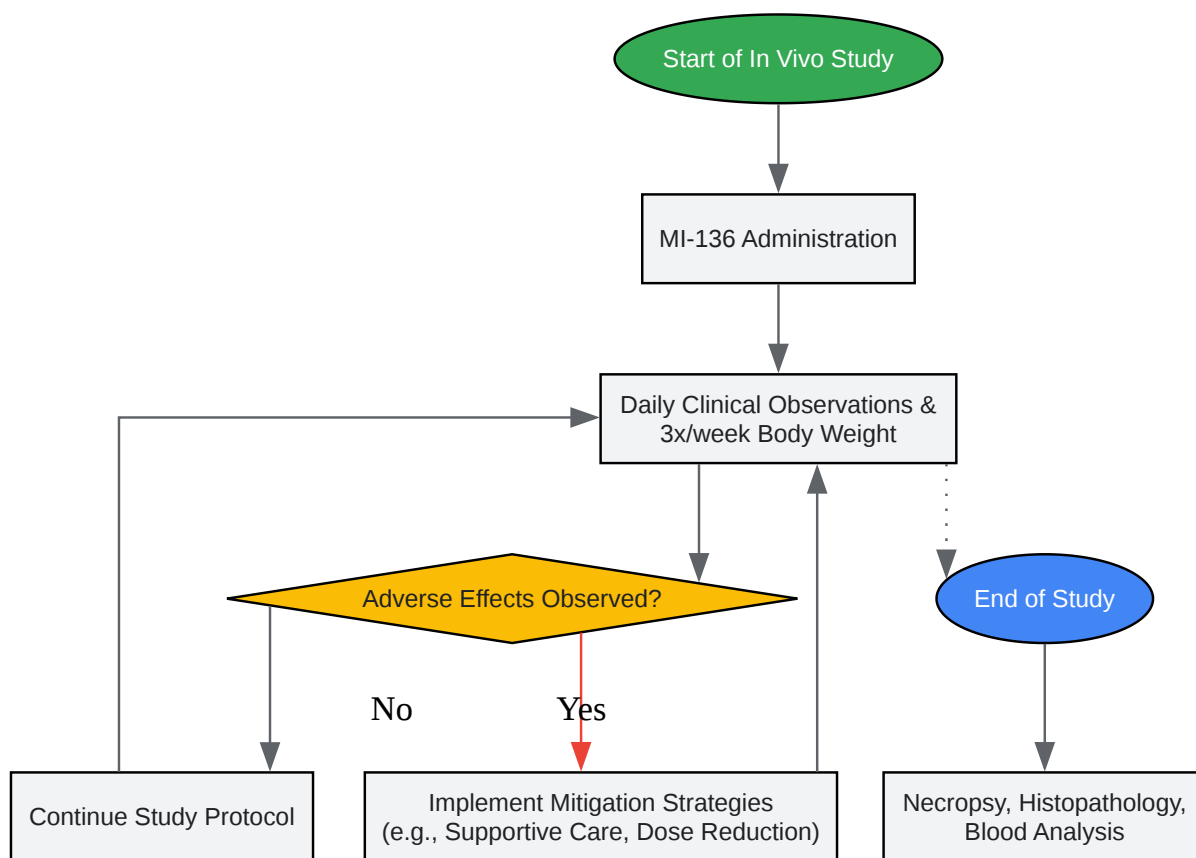 Start of In Vivo Study
MI-136 Administration
Daily Clinical Observations &
3x/week Body Weight
Adverse Effects Observed?
End of Study
No
Yes
Continue Study Protocol
Implement Mitigation Strategies
(e.g., Supportive Care, Dose Reduction)
Necropsy, Histopathology,
Blood Analysis